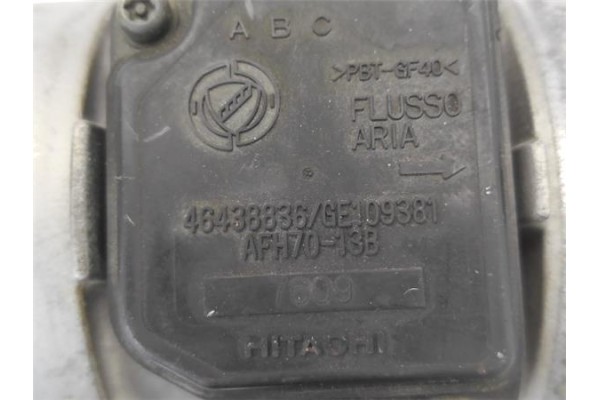 A B C
>PBT-GF40<
FLUSSO
ARIA
46438836/GE109381
AFH70-13B
7609
HITACHI